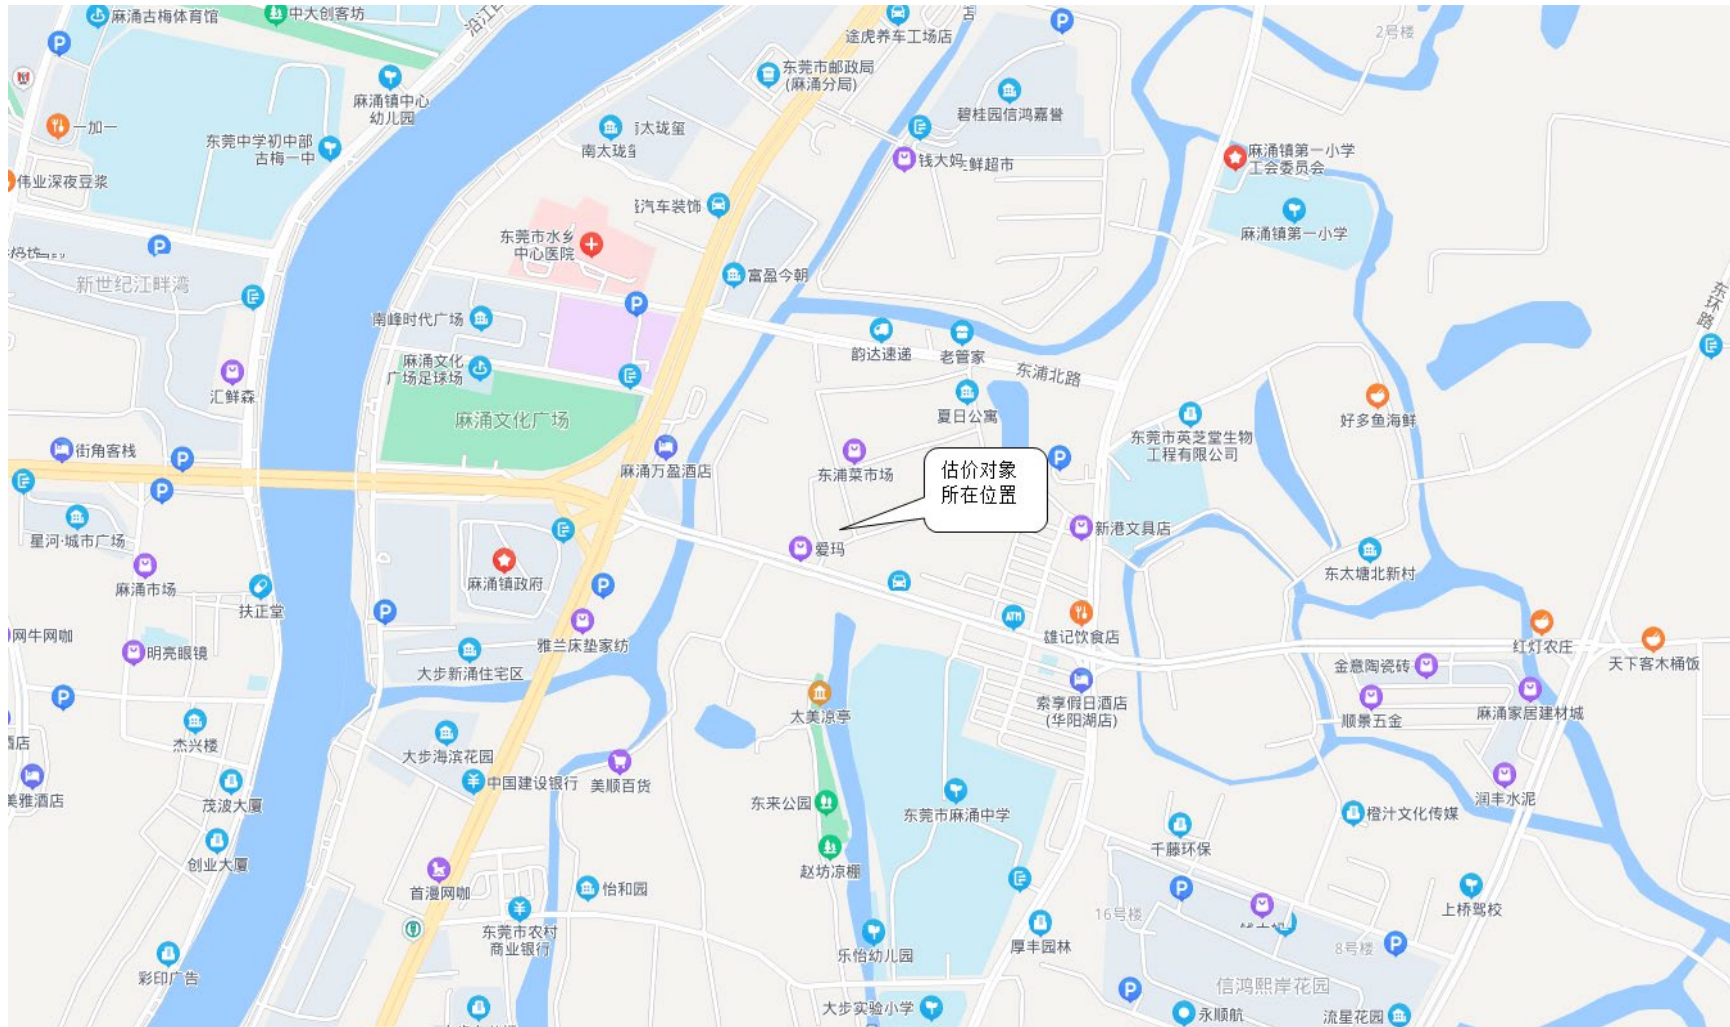 麻涌古梅体育馆
中大创客坊
沿江
途虎养车工场店
2号楼
麻涌镇中心
幼儿园
东莞市邮政局
(麻涌分局)
碧桂园信鸿嘉誉
一加一
东莞中学初中部
古梅一中
南太珑玺
钱大妈
生鲜超市
麻涌镇第一小学
工会委员会
伟业深夜豆浆
汽车装饰
东莞市水乡
中心医院
麻涌镇第一小学
新世纪江畔湾
富盈今朝
东环路
南峰时代广场
韵达速递
老管家
东浦北路
麻涌文化
广场足球场
汇鲜森
夏日公寓
麻涌文化广场
好多鱼海鲜
东莞市英芝堂生物
工程有限公司
街角客栈
麻涌万盈酒店
东浦菜市场
估价对象
所在位置
星河·城市广场
新港文具店
爱玛
麻涌镇政府
麻涌市场
东太塘北新村
扶正堂
网牛网咖
明亮眼镜
雅兰床垫家纺
ATM
雄记饮食店
红灯农庄
天下客木桶饭
大步新涌住宅区
金意陶瓷砖
太美凉亭
索享假日酒店
(华阳湖店)
顺景五金
麻涌家居建材城
杰兴楼
大步海滨花园
中国建设银行
美顺百货
美雅酒店
茂波大厦
东来公园
东莞市麻涌中学
润丰水泥
橙汁文化传媒
创业大厦
千藤环保
赵坊凉棚
首漫网咖
怡和园
上桥驾校
16号楼
东莞市农村
商业银行
厚丰园林
8号楼
乐怡幼儿园
彩印广告
信鸿熙岸花园
大步实验小学
永顺航
流星花园